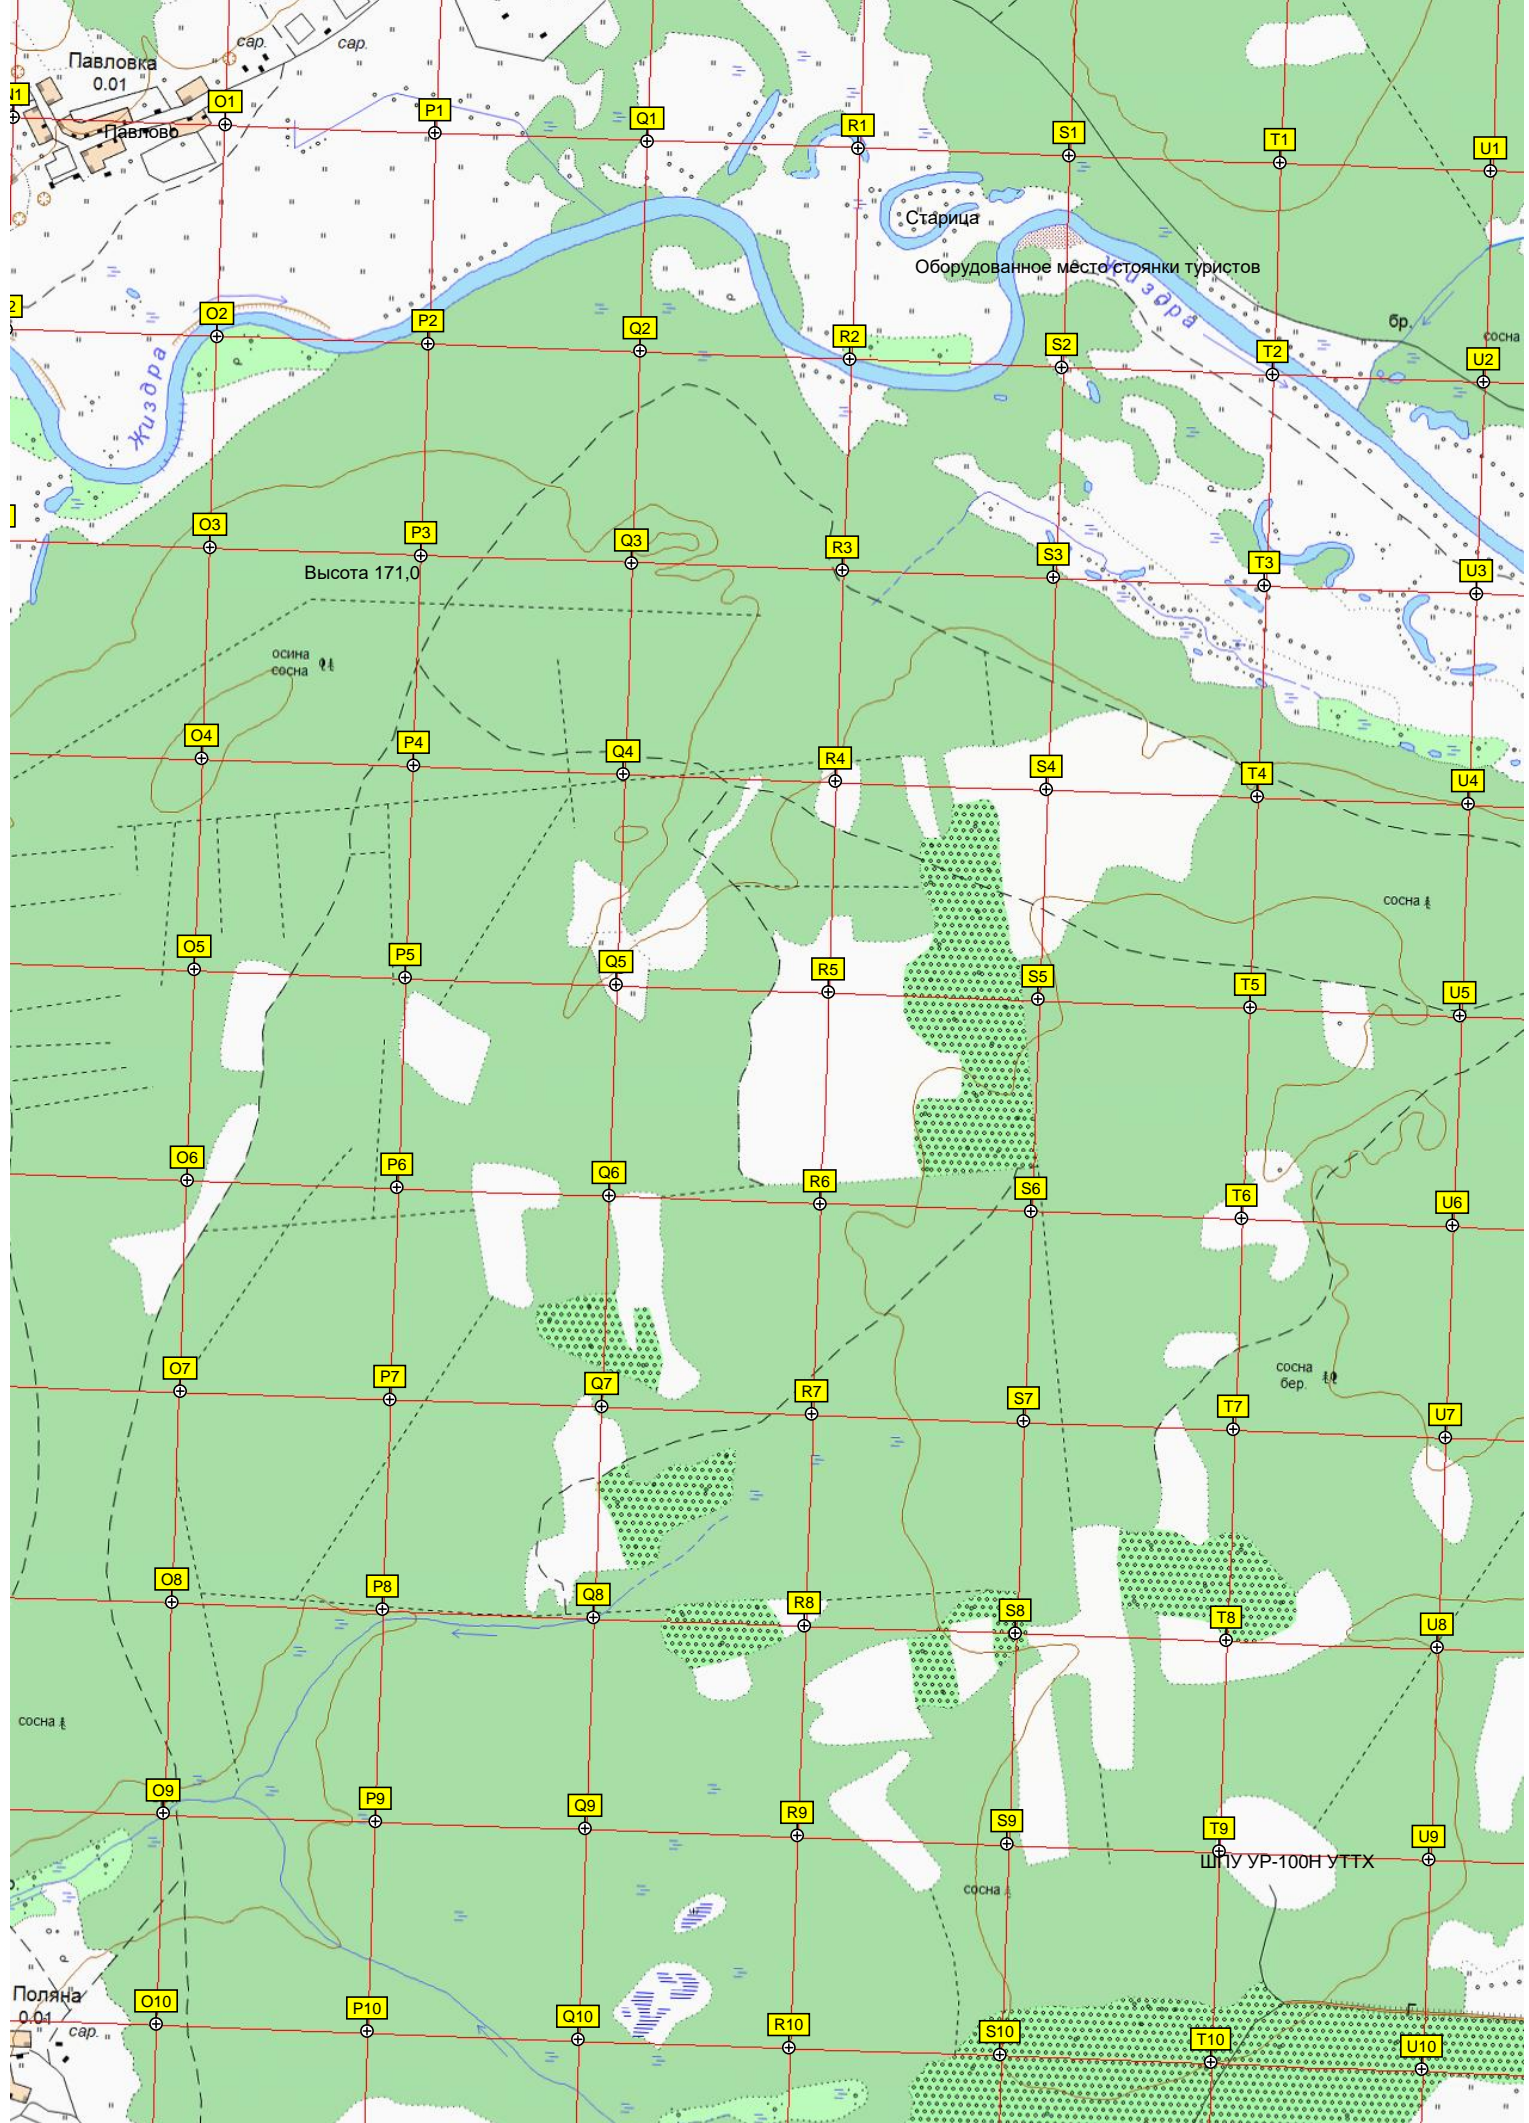 сар.
сар.
Павловка
0.01
N1
O1
P1
Q1
R1
S1
T1
U1
Павлово
Старица
Оборудованное место стоянки туристов
Жиздра
бр.
сосна
2
O2
P2
Q2
R2
S2
T2
U2
Жиздра
O3
P3
Q3
R3
S3
T3
U3
Высота 171,0
осина
сосна
O4
P4
Q4
R4
S4
T4
U4
сосна
O5
P5
Q5
R5
S5
T5
U5
O6
P6
Q6
R6
S6
T6
U6
сосна
бер.
O7
P7
Q7
R7
S7
T7
U7
O8
P8
Q8
R8
S8
T8
U8
сосна
O9
P9
Q9
R9
S9
T9
U9
ШПУ УР-100Н УТТХ
сосна
Поляна
0.01
сар.
O10
P10
Q10
R10
S10
T10
U10
Г